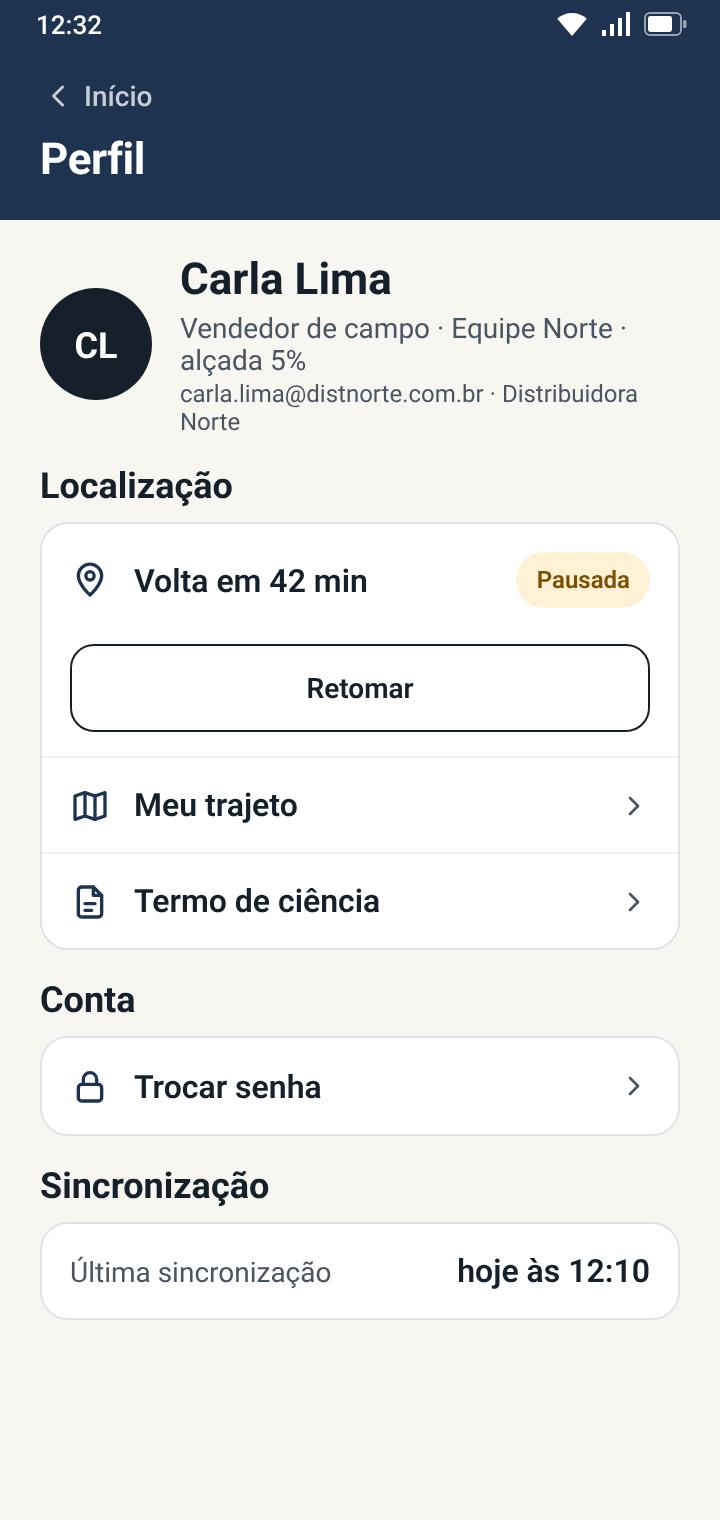 12:32
Início
Perfil
CL
Carla Lima
Vendedor de campo · Equipe Norte ·
alçada 5%
carla.lima@distnorte.com.br · Distribuidora
Norte
Localização
Volta em 42 min
Pausada
Retomar
Meu trajeto
Termo de ciência
Conta
Trocar senha
Sincronização
Última sincronização
hoje às 12:10